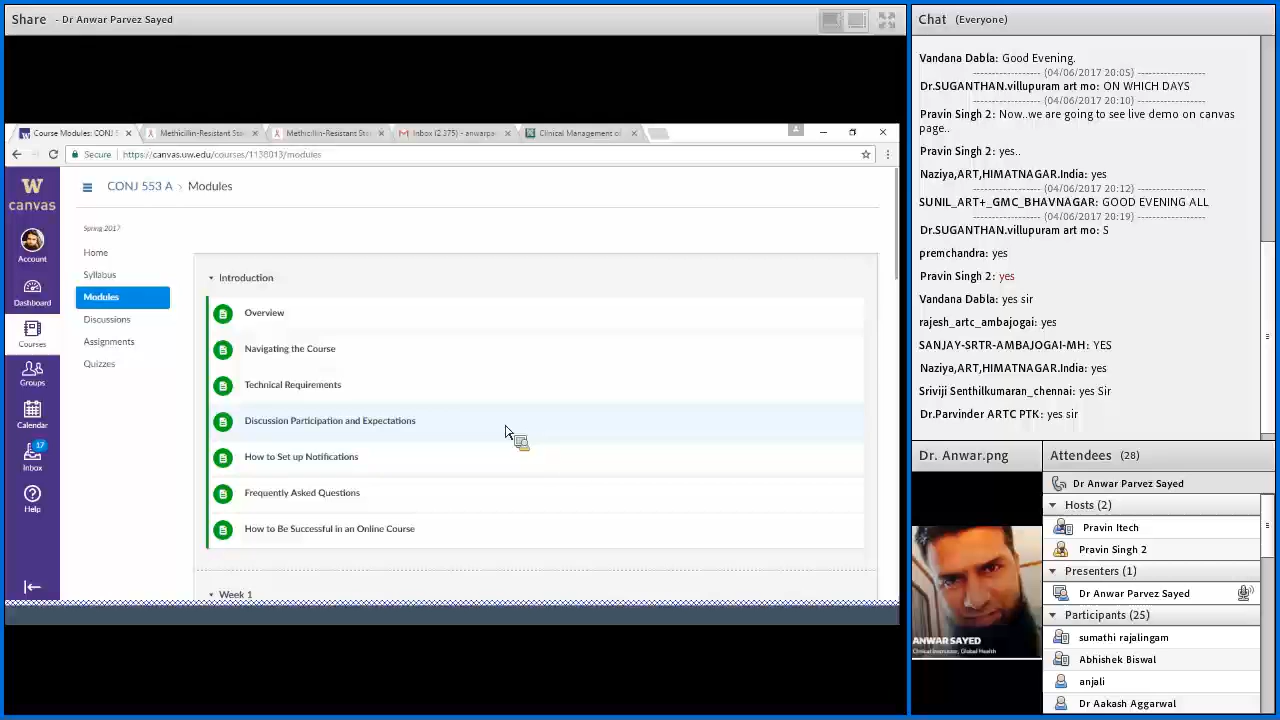 Share - Dr Anwar Parvez Sayed
Course Modules: CONJ 5
Methicillin-Resistant Sta
Methicillin-Resistant Sta
Inbox (2,375) - anwarpa
Clinical Management of
Secure
https://canvas.uw.edu/courses/1138013/modules
W
canvas
Account
Dashboard
Courses
Groups
Calendar
17
Inbox
Help
CONJ 553 A > Modules
Spring 2017
Home
Syllabus
Modules
Discussions
Assignments
Quizzes
Introduction
Overview
Navigating the Course
Technical Requirements
Discussion Participation and Expectations
How to Set up Notifications
Frequently Asked Questions
How to Be Successful in an Online Course
Week 1
Chat (Everyone)
Vandana Dabla: Good Evening.
------------------ (04/06/2017 20:05) ------------------
Dr.SUGANTHAN.villupuram art mo: ON WHICH DAYS
------------------ (04/06/2017 20:10) ------------------
Pravin Singh 2: Now..we are going to see live demo on canvas
page..
Pravin Singh 2: yes..
Naziya,ART,HIMATNAGAR.India: yes
------------------ (04/06/2017 20:12) ------------------
SUNIL_ART+_GMC_BHAVNAGAR: GOOD EVENING ALL
------------------ (04/06/2017 20:19) ------------------
Dr.SUGANTHAN.villupuram art mo: S
premchandra: yes
Pravin Singh 2: yes
Vandana Dabla: yes sir
rajesh_artc_ambajogai: yes
SANJAY-SRTR-AMBAJOGAI-MH: YES
Naziya,ART,HIMATNAGAR.India: yes
Sriviji Senthilkumaran_chennai: yes Sir
Dr.Parvinder ARTC PTK: yes sir
Dr. Anwar.png
ANWAR SAYED
Clinical Instructor, Global Health
Attendees (28)
Dr Anwar Parvez Sayed
Hosts (2)
Pravin Itech
Pravin Singh 2
Presenters (1)
Dr Anwar Parvez Sayed
Participants (25)
sumathi rajalingam
Abhishek Biswal
anjali
Dr Aakash Aggarwal